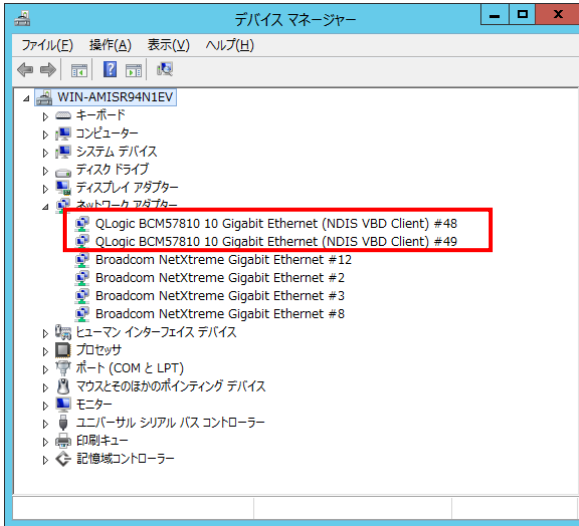 デバイス マネージャー
ファイル(F) 操作(A) 表示(V) ヘルプ(H)
WIN-AMISR94N1EV
キーボード
コンピューター
システム デバイス
ディスク ドライブ
ディスプレイ アダプター
ネットワーク アダプター
QLogic BCM57810 10 Gigabit Ethernet (NDIS VBD Client) #48
QLogic BCM57810 10 Gigabit Ethernet (NDIS VBD Client) #49
Broadcom NetXtreme Gigabit Ethernet #12
Broadcom NetXtreme Gigabit Ethernet #2
Broadcom NetXtreme Gigabit Ethernet #3
Broadcom NetXtreme Gigabit Ethernet #8
ヒューマン インターフェイス デバイス
プロセッサ
ポート (COM と LPT)
マウスとそのほかのポインティング デバイス
モニター
ユニバーサル シリアル バス コントローラー
印刷キュー
記憶域コントローラー